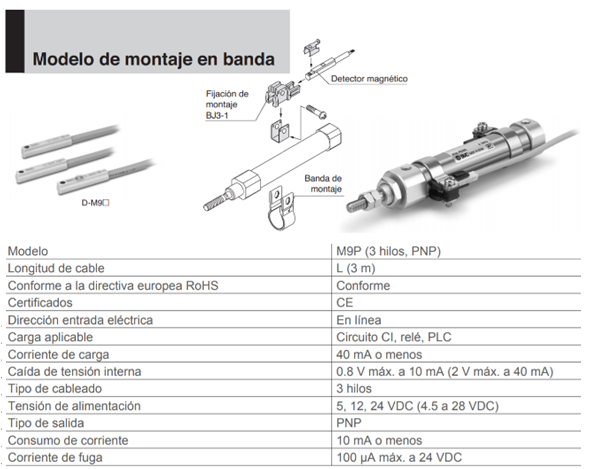 Modelo de montaje en banda
Detector magnético
Fijación de
montaje
BJ3-1
Banda de
montaje
D-M9□
Modelo M9P (3 hilos, PNP)
Longitud de cable L (3 m)
Conforme a la directiva europea RoHS Conforme
Certificados CE
Dirección entrada eléctrica En línea
Carga aplicable Circuito CI, relé, PLC
Corriente de carga 40 mA o menos
Caída de tensión interna 0.8 V máx. a 10 mA (2 V máx. a 40 mA)
Tipo de cableado 3 hilos
Tensión de alimentación 5, 12, 24 VDC (4.5 a 28 VDC)
Tipo de salida PNP
Consumo de corriente 10 mA o menos
Corriente de fuga 100 µA máx. a 24 VDC